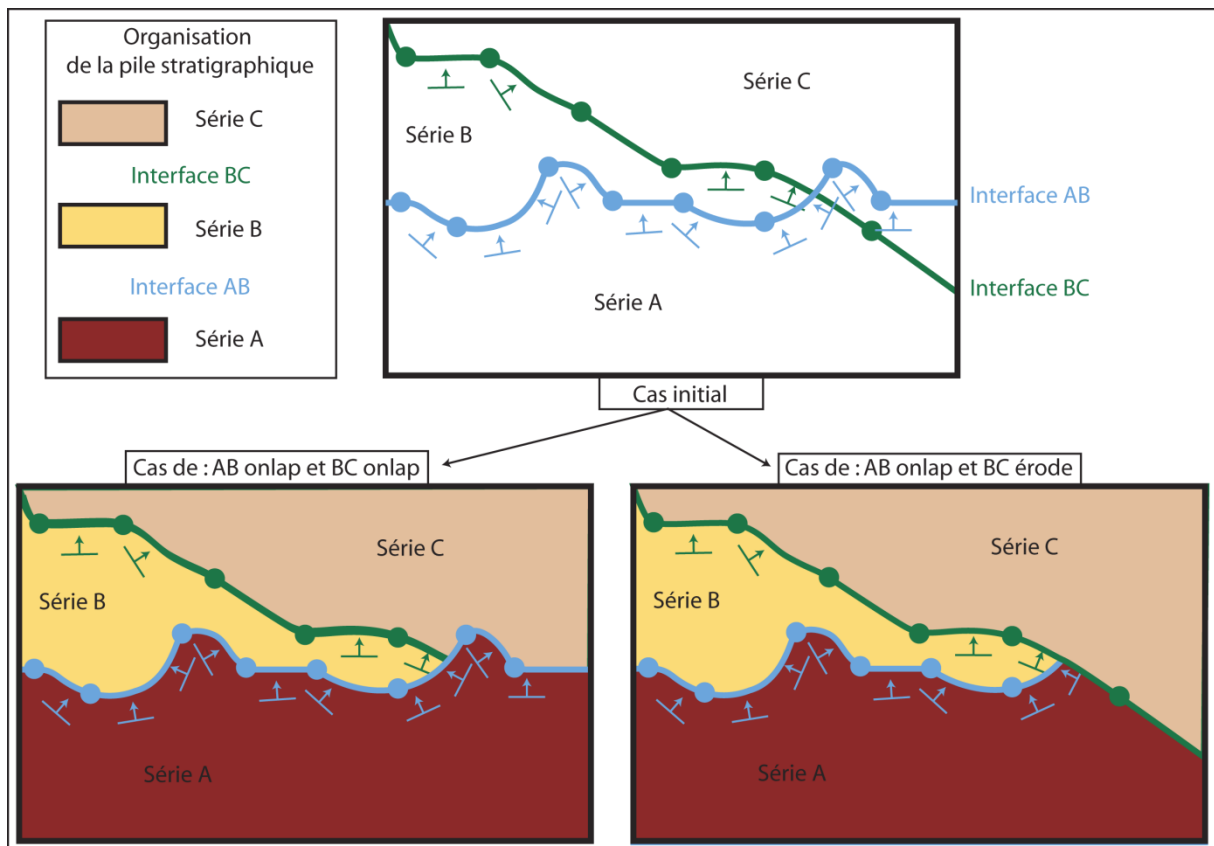 Organisation
de la pile stratigraphique
Série C
Interface BC
Série B
Interface AB
Série A
Série C
Série B
Interface AB
Série A
Interface BC
Cas initial
Cas de : AB onlap et BC onlap
Cas de : AB onlap et BC érode
Série C
Série B
Série A
Série C
Série B
Série A